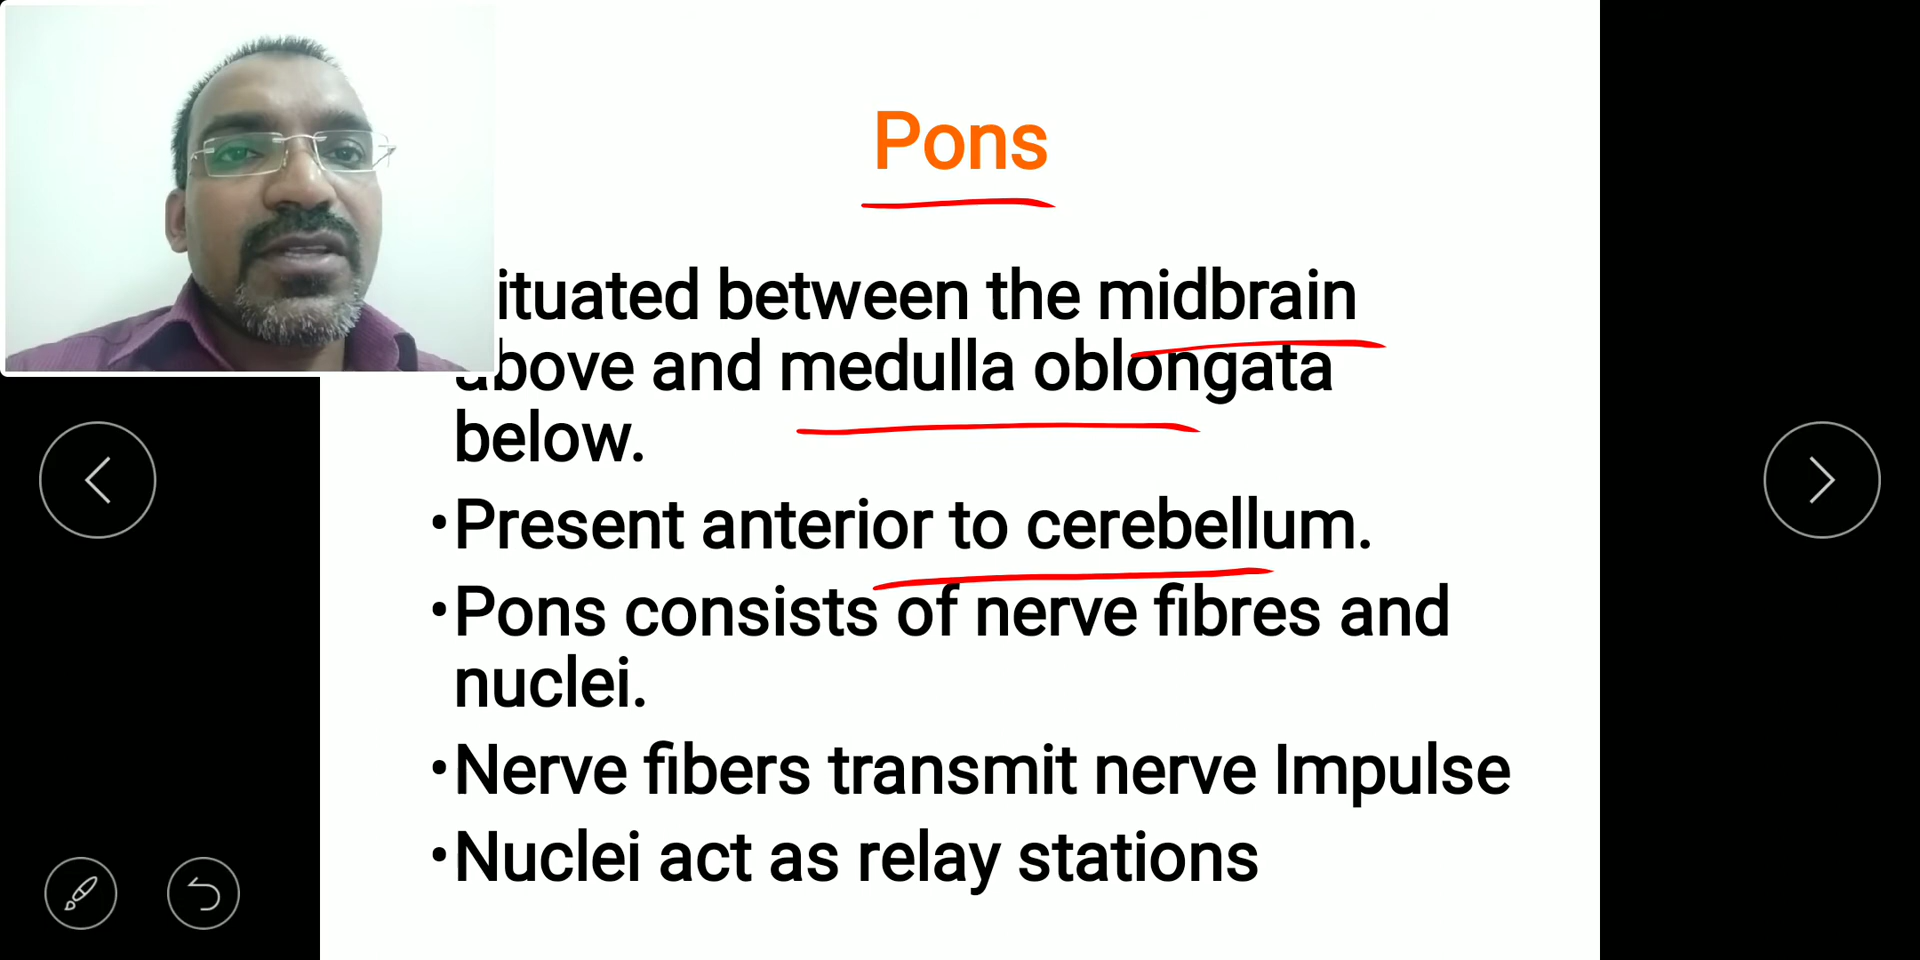 Pons
ituated between the midbrain
above and medulla oblongata
below.
•Present anterior to cerebellum.
•Pons consists of nerve fibres and
nuclei.
•Nerve fibers transmit nerve Impulse
•Nuclei act as relay stations